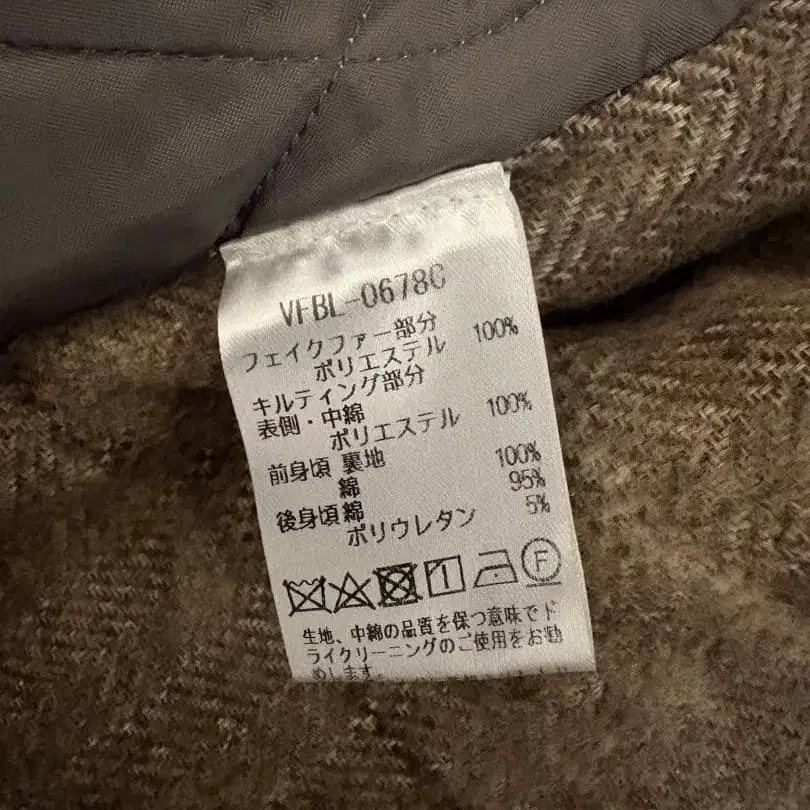 VFBL-0678C
フェイクファー部分
ポリエステル 100%
キルティング部分
表側・中綿
ポリエステル 100%
前身頃 裏地
綿 100%
後身頃綿 95%
ポリウレタン 5%
F
生地、中綿の品質を保つ意味でド
ライクリーニングのご使用をお勧
めします。